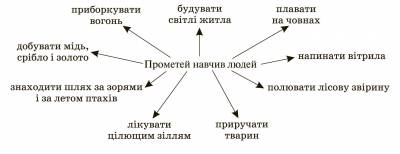 приборкувати
вогонь
будувати
світлі житла
плавати
на човнах
добувати мідь,
срібло і золото
Прометей навчив людей
напинати вітрила
знаходити шлях за зорями
і за летом птахів
полювати лісову звірину
лікувати
цілющим зіллям
приручати
тварин